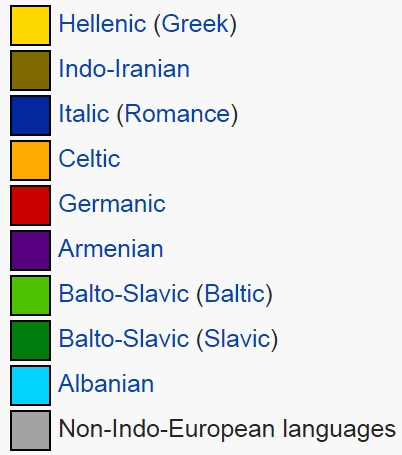 Hellenic (Greek)
Indo-Iranian
Italic (Romance)
Celtic
Germanic
Armenian
Balto-Slavic (Baltic)
Balto-Slavic (Slavic)
Albanian
Non-Indo-European languages